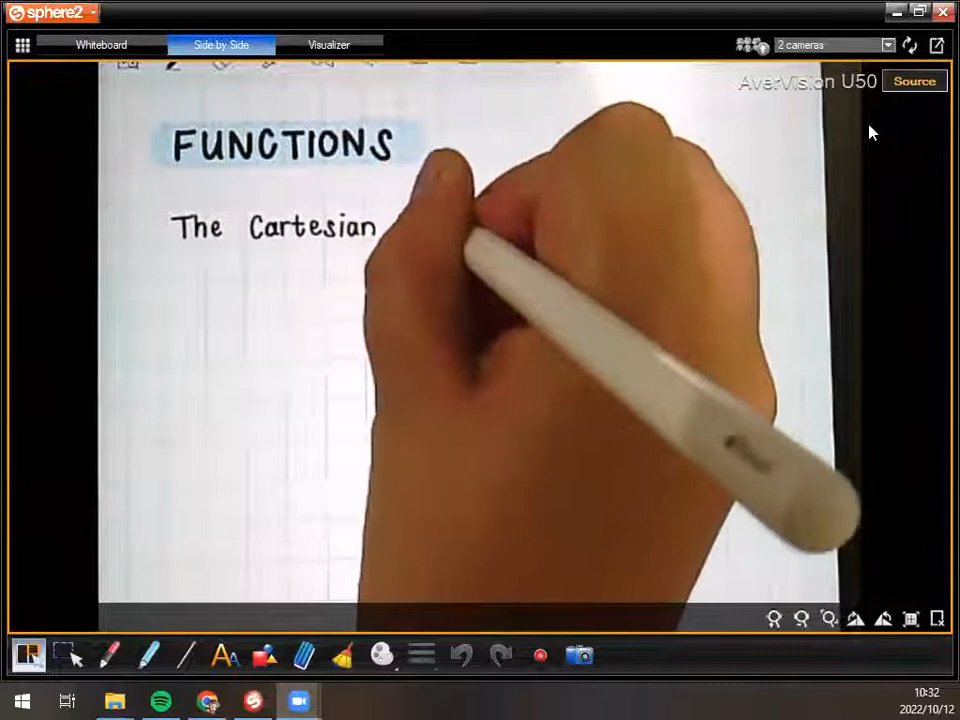 sphere2
Whiteboard
Side by Side
Visualizer
2 cameras
AverVision U50
Source
FUNCTIONS
The Cartesian
10:32
2022/10/12